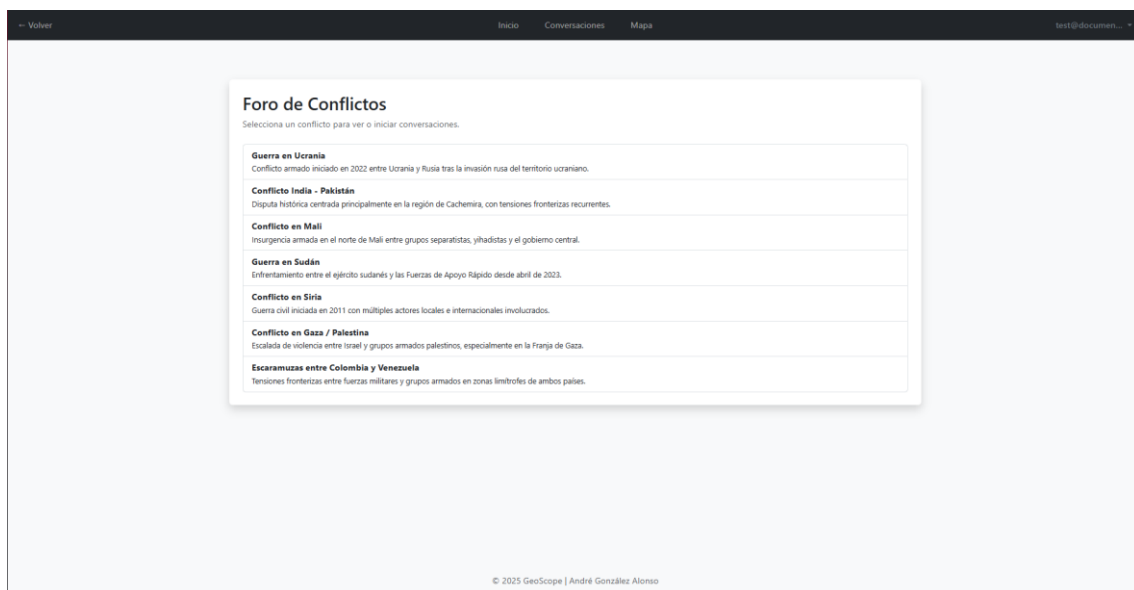 ← Volver Inicio Conversaciones Mapa test@documen...
Foro de Conflictos
Selecciona un conflicto para ver o iniciar conversaciones.
Guerra en Ucrania
Conflicto armado iniciado en 2022 entre Ucrania y Rusia tras la invasión rusa del territorio ucraniano.
Conflicto India - Pakistán
Disputa histórica centrada principalmente en la región de Cachemira, con tensiones fronterizas recurrentes.
Conflicto en Mali
Insurgencia armada en el norte de Mali entre grupos separatistas, yihadistas y el gobierno central.
Guerra en Sudán
Enfrentamiento entre el ejército sudanés y las Fuerzas de Apoyo Rápido desde abril de 2023.
Conflicto en Siria
Guerra civil iniciada en 2011 con múltiples actores locales e internacionales involucrados.
Conflicto en Gaza / Palestina
Escalada de violencia entre Israel y grupos armados palestinos, especialmente en la Franja de Gaza.
Escaramuzas entre Colombia y Venezuela
Tensiones fronterizas entre fuerzas militares y grupos armados en zonas limítrofes de ambos países.
© 2025 GeoScope | André González Alonso